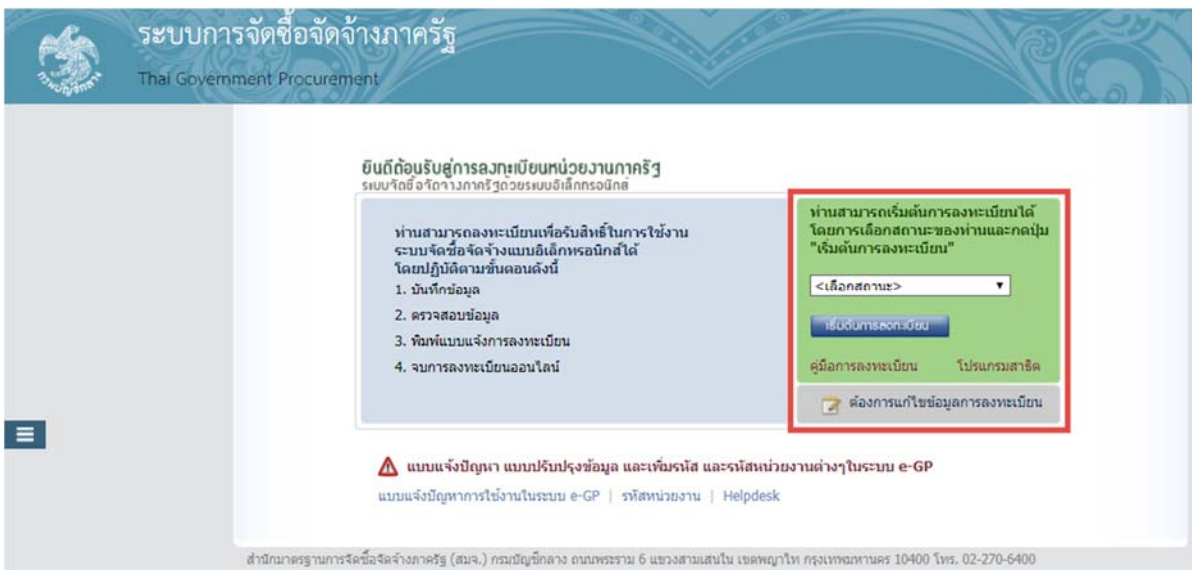 ระบบการจัดซื้อจัดจ้างภาครัฐ
Thai Government Procurement
กรมบัญชีกลาง
ยินดีต้อนรับสู่การลงทะเบียนหน่วยงานภาครัฐ
ระบบจัดซื้อจัดจ้างภาครัฐด้วยระบบอิเล็กทรอนิกส์
ท่านสามารถลงทะเบียนเพื่อรับสิทธิ์ในการใช้งาน
ระบบจัดซื้อจัดจ้างแบบอิเล็กทรอนิกส์ได้
โดยปฏิบัติตามขั้นตอนดังนี้
1. บันทึกข้อมูล
2. ตรวจสอบข้อมูล
3. พิมพ์แบบแจ้งการลงทะเบียน
4. จบการลงทะเบียนออนไลน์
ท่านสามารถเริ่มต้นการลงทะเบียนได้
โดยการเลือกสถานะของท่านและกดปุ่ม
"เริ่มต้นการลงทะเบียน"
<เลือกสถานะ>
เริ่มต้นการลงทะเบียน
คู่มือการลงทะเบียน โปรแกรมสาธิต
ต้องการแก้ไขข้อมูลการลงทะเบียน
แบบแจ้งปัญหา แบบปรับปรุงข้อมูล และเพิ่มรหัส และรหัสหน่วยงานต่างๆในระบบ e-GP
แบบแจ้งปัญหาการใช้งานในระบบ e-GP | รหัสหน่วยงาน | Helpdesk
สำนักมาตรฐานการจัดซื้อจัดจ้างภาครัฐ (สมจ.) กรมบัญชีกลาง ถนนพระราม 6 แขวงสามเสนใน เขตพญาไท กรุงเทพมหานคร 10400 โทร. 02-270-6400